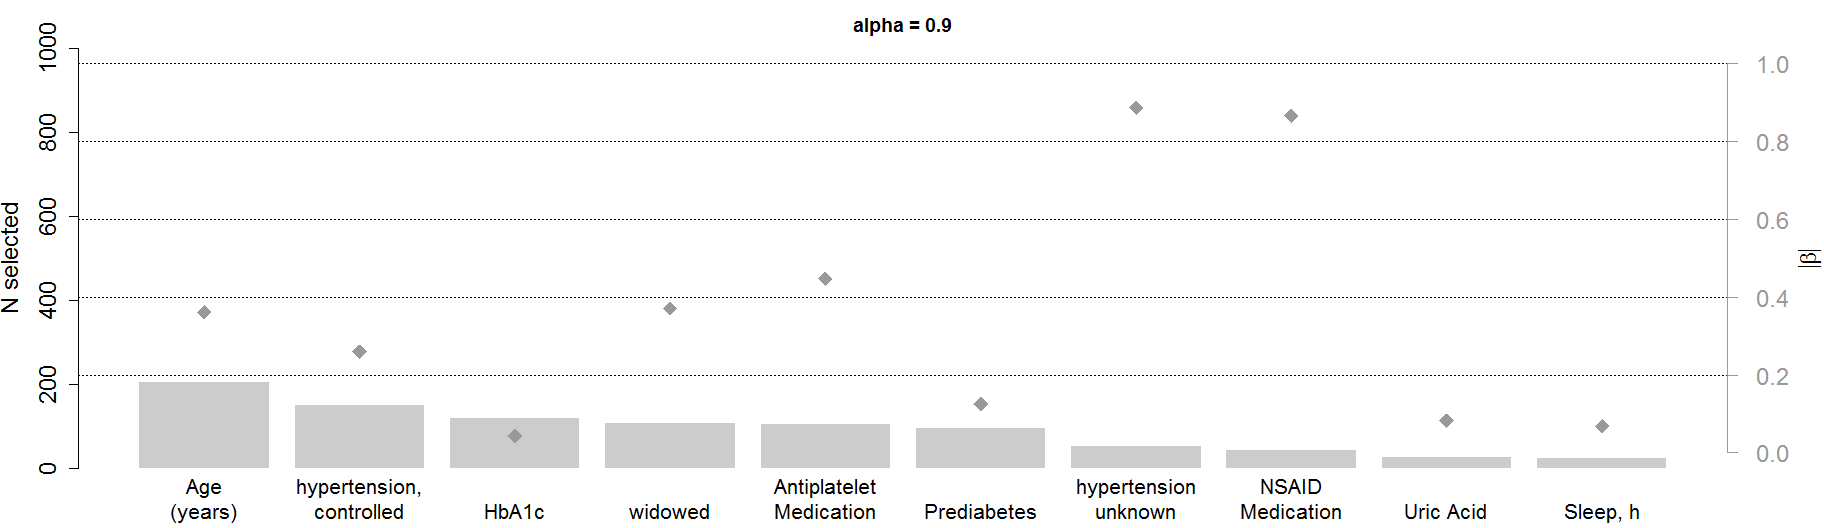 alpha = 0.9
N selected
1000
800
600
400
200
0
1.0
0.8
0.6
0.4
0.2
0.0
|β|
Age
(years)
hypertension,
controlled
HbA1c
widowed
Antiplatelet
Medication
Prediabetes
hypertension
unknown
NSAID
Medication
Uric Acid
Sleep, h